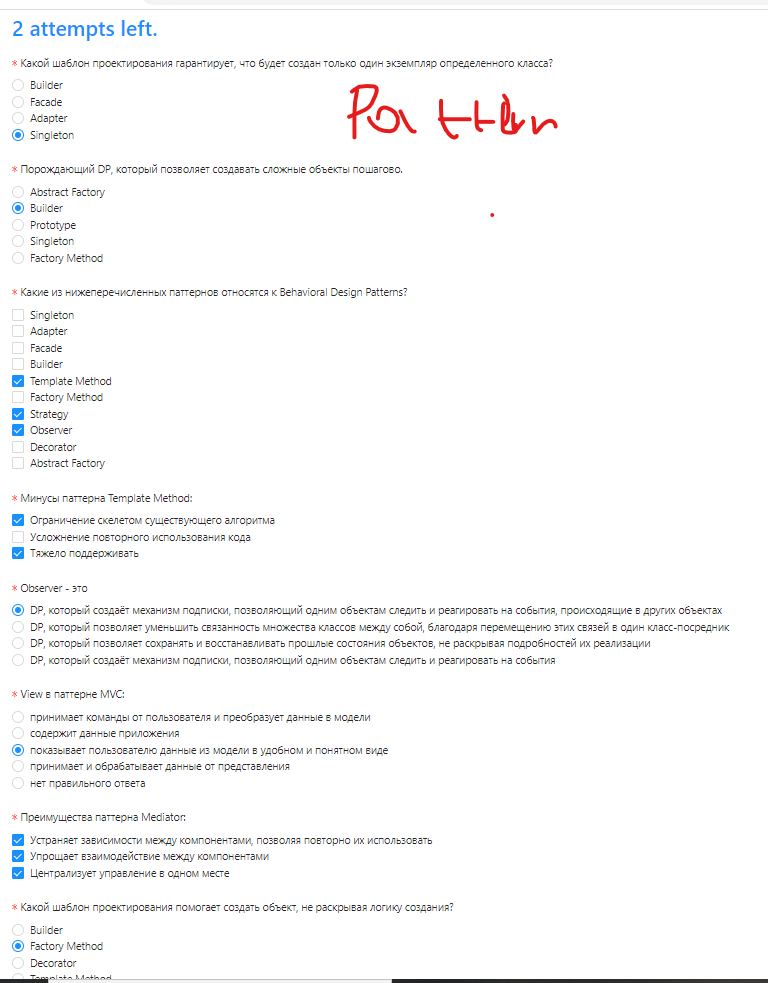 2 attempts left.
* Какой шаблон проектирования гарантирует, что будет создан только один экземпляр определенного класса?
Builder
Facade
Adapter
Singleton
Pattern
* Порождающий DP, который позволяет создавать сложные объекты пошагово.
Abstract Factory
Builder
Prototype
Singleton
Factory Method
* Какие из нижеперечисленных паттернов относятся к Behavioral Design Patterns?
Singleton
Adapter
Facade
Builder
Template Method
Factory Method
Strategy
Observer
Decorator
Abstract Factory
* Минусы паттерна Template Method:
Ограничение скелетом существующего алгоритма
Усложнение повторного использования кода
Тяжело поддерживать
* Observer - это
DP, который создаёт механизм подписки, позволяющий одним объектам следить и реагировать на события, происходящие в других объектах
DP, который позволяет уменьшить связанность множества классов между собой, благодаря перемещению этих связей в один класс-посредник
DP, который позволяет сохранять и восстанавливать прошлые состояния объектов, не раскрывая подробностей их реализации
DP, который создаёт механизм подписки, позволяющий одним объектам следить и реагировать на события
* View в паттерне MVC:
принимает команды от пользователя и преобразует данные в модели
содержит данные приложения
показывает пользователю данные из модели в удобном и понятном виде
принимает и обрабатывает данные от представления
нет правильного ответа
* Преимущества паттерна Mediator:
Устраняет зависимости между компонентами, позволяя повторно их использовать
Упрощает взаимодействие между компонентами
Централизует управление в одном месте
* Какой шаблон проектирования помогает создать объект, не раскрывая логику создания?
Builder
Factory Method
Decorator
Template Method